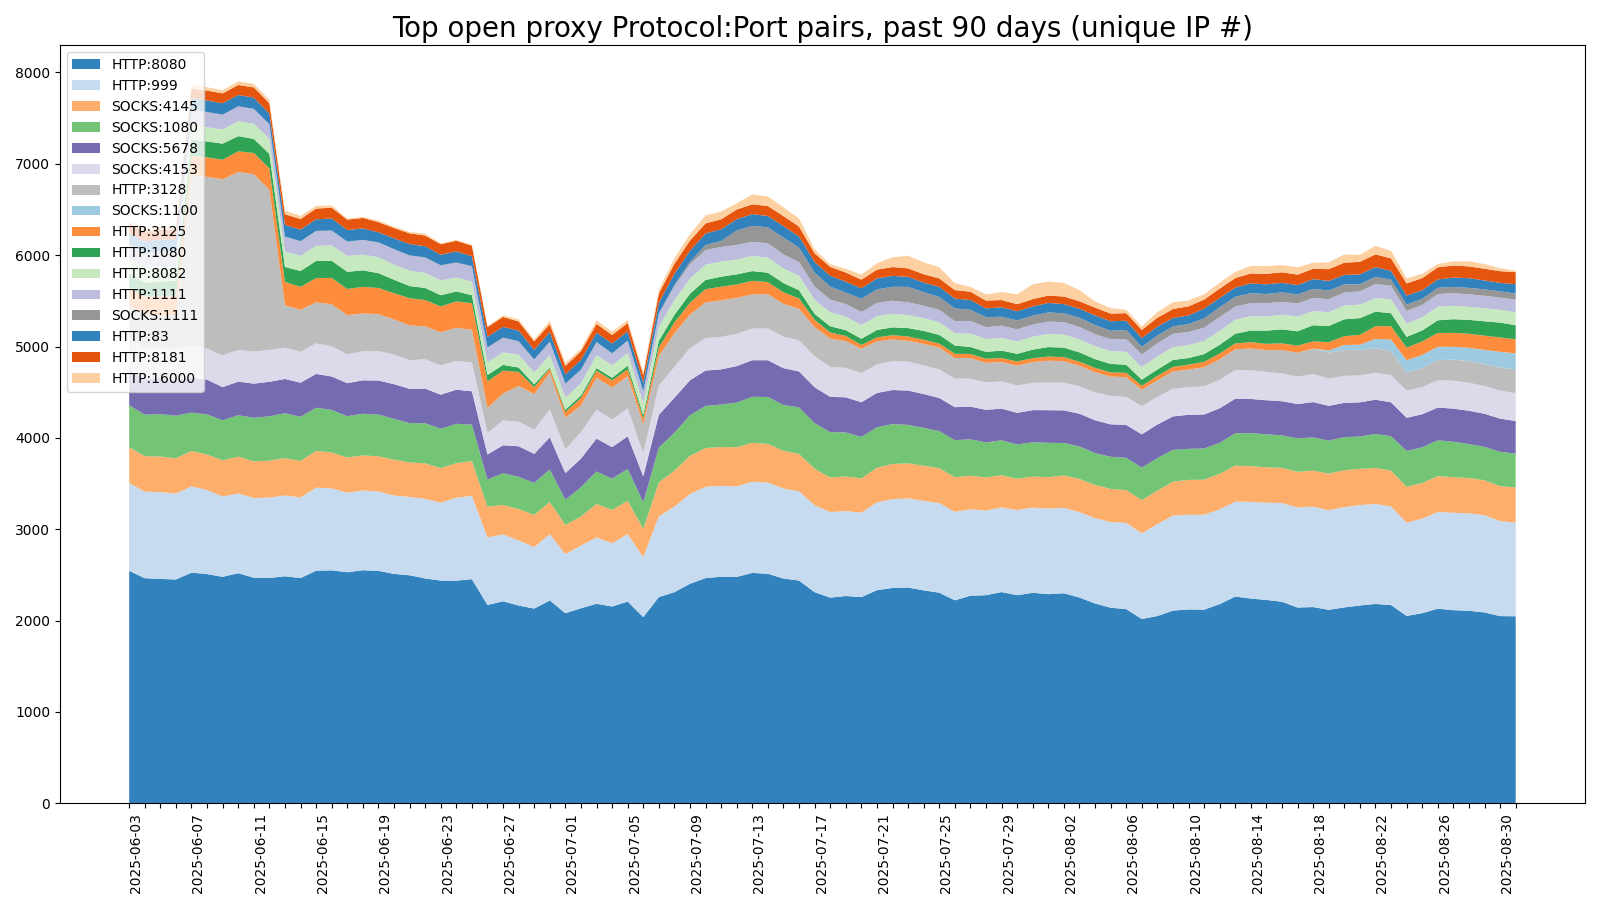 Top open proxy Protocol:Port pairs, past 90 days (unique IP #)
8000
7000
6000
5000
4000
3000
2000
1000
0
HTTP:8080
HTTP:999
SOCKS:4145
SOCKS:1080
SOCKS:5678
SOCKS:4153
HTTP:3128
SOCKS:1100
HTTP:3125
HTTP:1080
HTTP:8082
HTTP:1111
SOCKS:1111
HTTP:83
HTTP:8181
HTTP:16000
2025-06-03
2025-06-07
2025-06-11
2025-06-15
2025-06-19
2025-06-23
2025-06-27
2025-07-01
2025-07-05
2025-07-09
2025-07-13
2025-07-17
2025-07-21
2025-07-25
2025-07-29
2025-08-02
2025-08-06
2025-08-10
2025-08-14
2025-08-18
2025-08-22
2025-08-26
2025-08-30